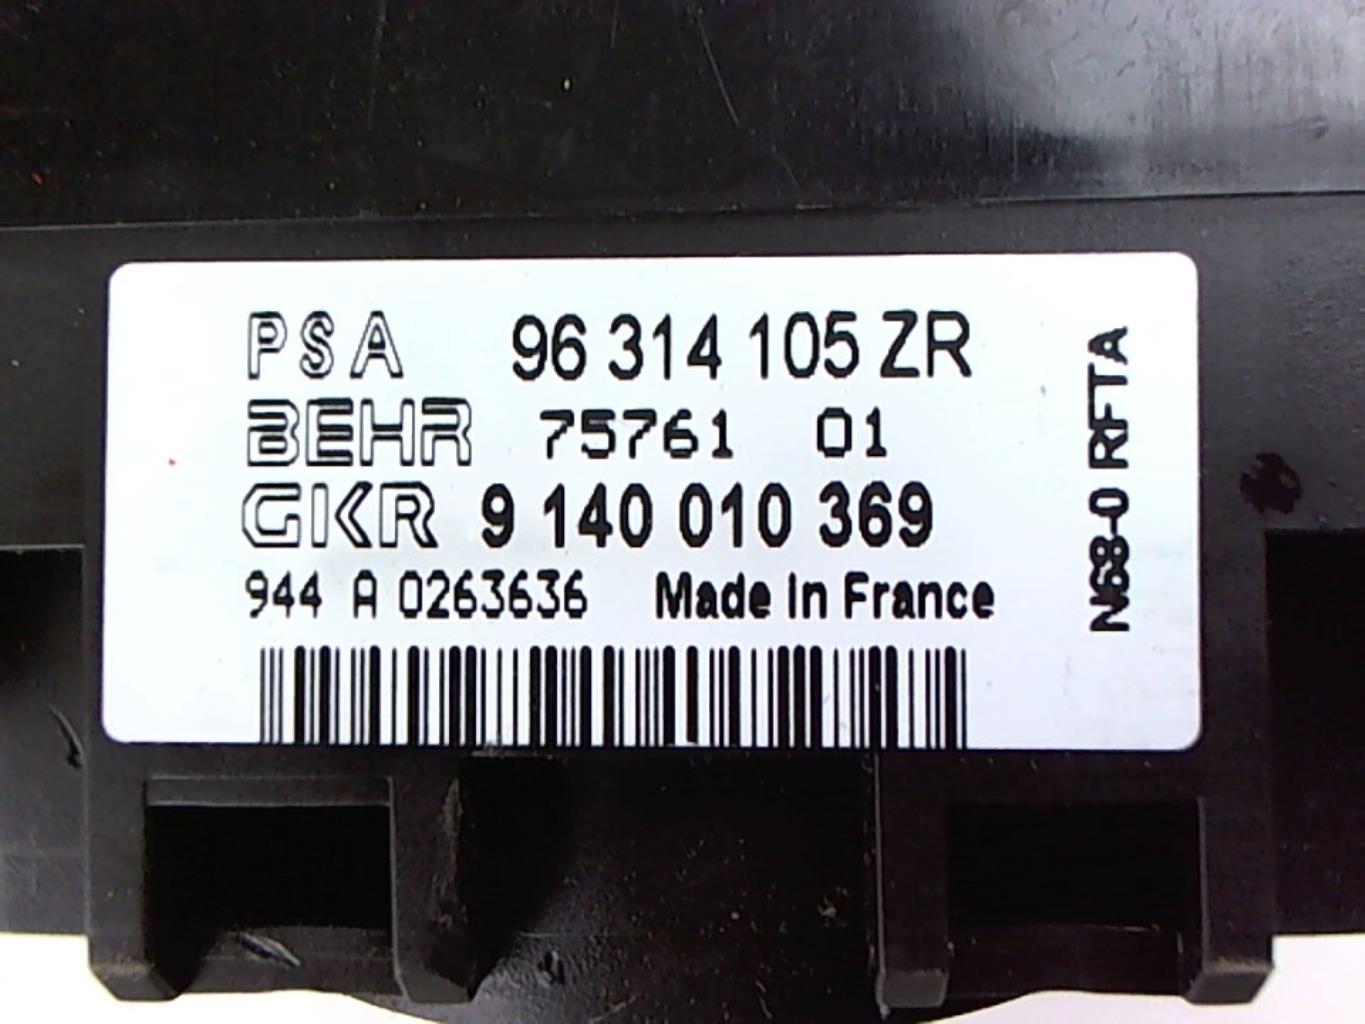 PSA 96 314 105 ZR
BEHR 75761 01
GKR 9 140 010 369
944 A 0263636 Made In France
N68-0 RFTA